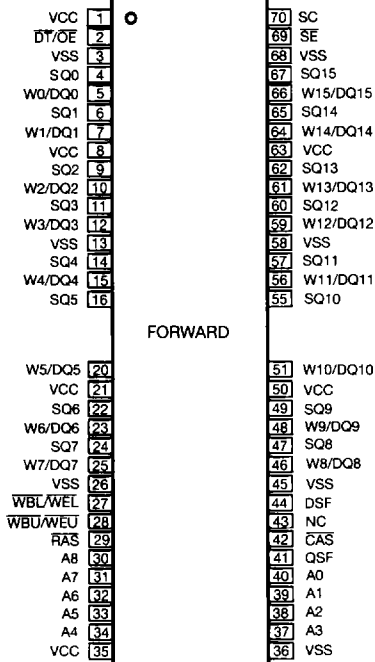 VCC 1 70 SC
DT/OE 2 69 SE
VSS 3 68 VSS
SQ0 4 67 SQ15
W0/DQ0 5 66 W15/DQ15
SQ1 6 65 SQ14
W1/DQ1 7 64 W14/DQ14
VCC 8 63 VCC
SQ2 9 62 SQ13
W2/DQ2 10 61 W13/DQ13
SQ3 11 60 SQ12
W3/DQ3 12 59 W12/DQ12
VSS 13 58 VSS
SQ4 14 57 SQ11
W4/DQ4 15 56 W11/DQ11
SQ5 16 55 SQ10
FORWARD
W5/DQ5 20 51 W10/DQ10
VCC 21 50 VCC
SQ6 22 49 SQ9
W6/DQ6 23 48 W9/DQ9
SQ7 24 47 SQ8
W7/DQ7 25 46 W8/DQ8
VSS 26 45 VSS
WBL/WEL 27 44 DSF
WBU/WEU 28 43 NC
RAS 29 42 CAS
A8 30 41 QSF
A7 31 40 A0
A6 32 39 A1
A5 33 38 A2
A4 34 37 A3
VCC 35 36 VSS